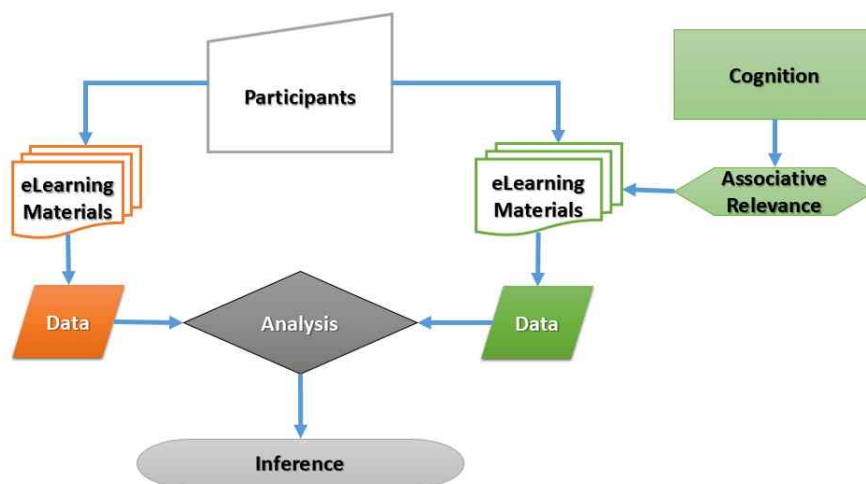 Participants
Cognition
eLearning
Materials
eLearning
Materials
Associative
Relevance
Data
Analysis
Data
Inference